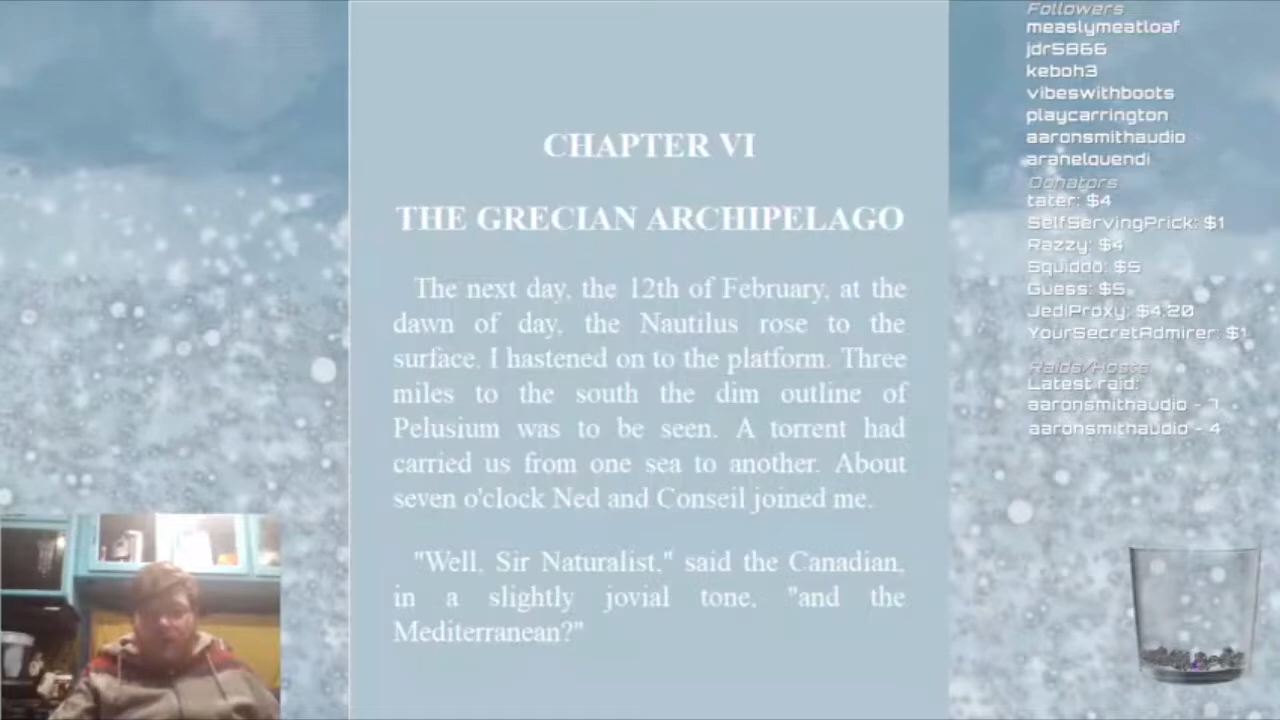 CHAPTER VI
THE GRECIAN ARCHIPELAGO
The next day, the 12th of February, at the
dawn of day, the Nautilus rose to the
surface. I hastened on to the platform. Three
miles to the south the dim outline of
Pelusium was to be seen. A torrent had
carried us from one sea to another. About
seven o'clock Ned and Conseil joined me.
"Well, Sir Naturalist," said the Canadian,
in a slightly jovial tone, "and the
Mediterranean?"
Followers
measlymeatloaf
jdr5866
keboh3
vibeswithboots
playcarrington
aaronsmithaudio
aranelquendi
Donators
tater: $4
SelfServingPrick: $1
Razzy: $4
Squiddo: $5
Guess: $5
JediProxy: $4.20
YourSecretAdmirer: $1
Raids/Hosts
Latest raid:
aaronsmithaudio - 7
aaronsmithaudio - 4